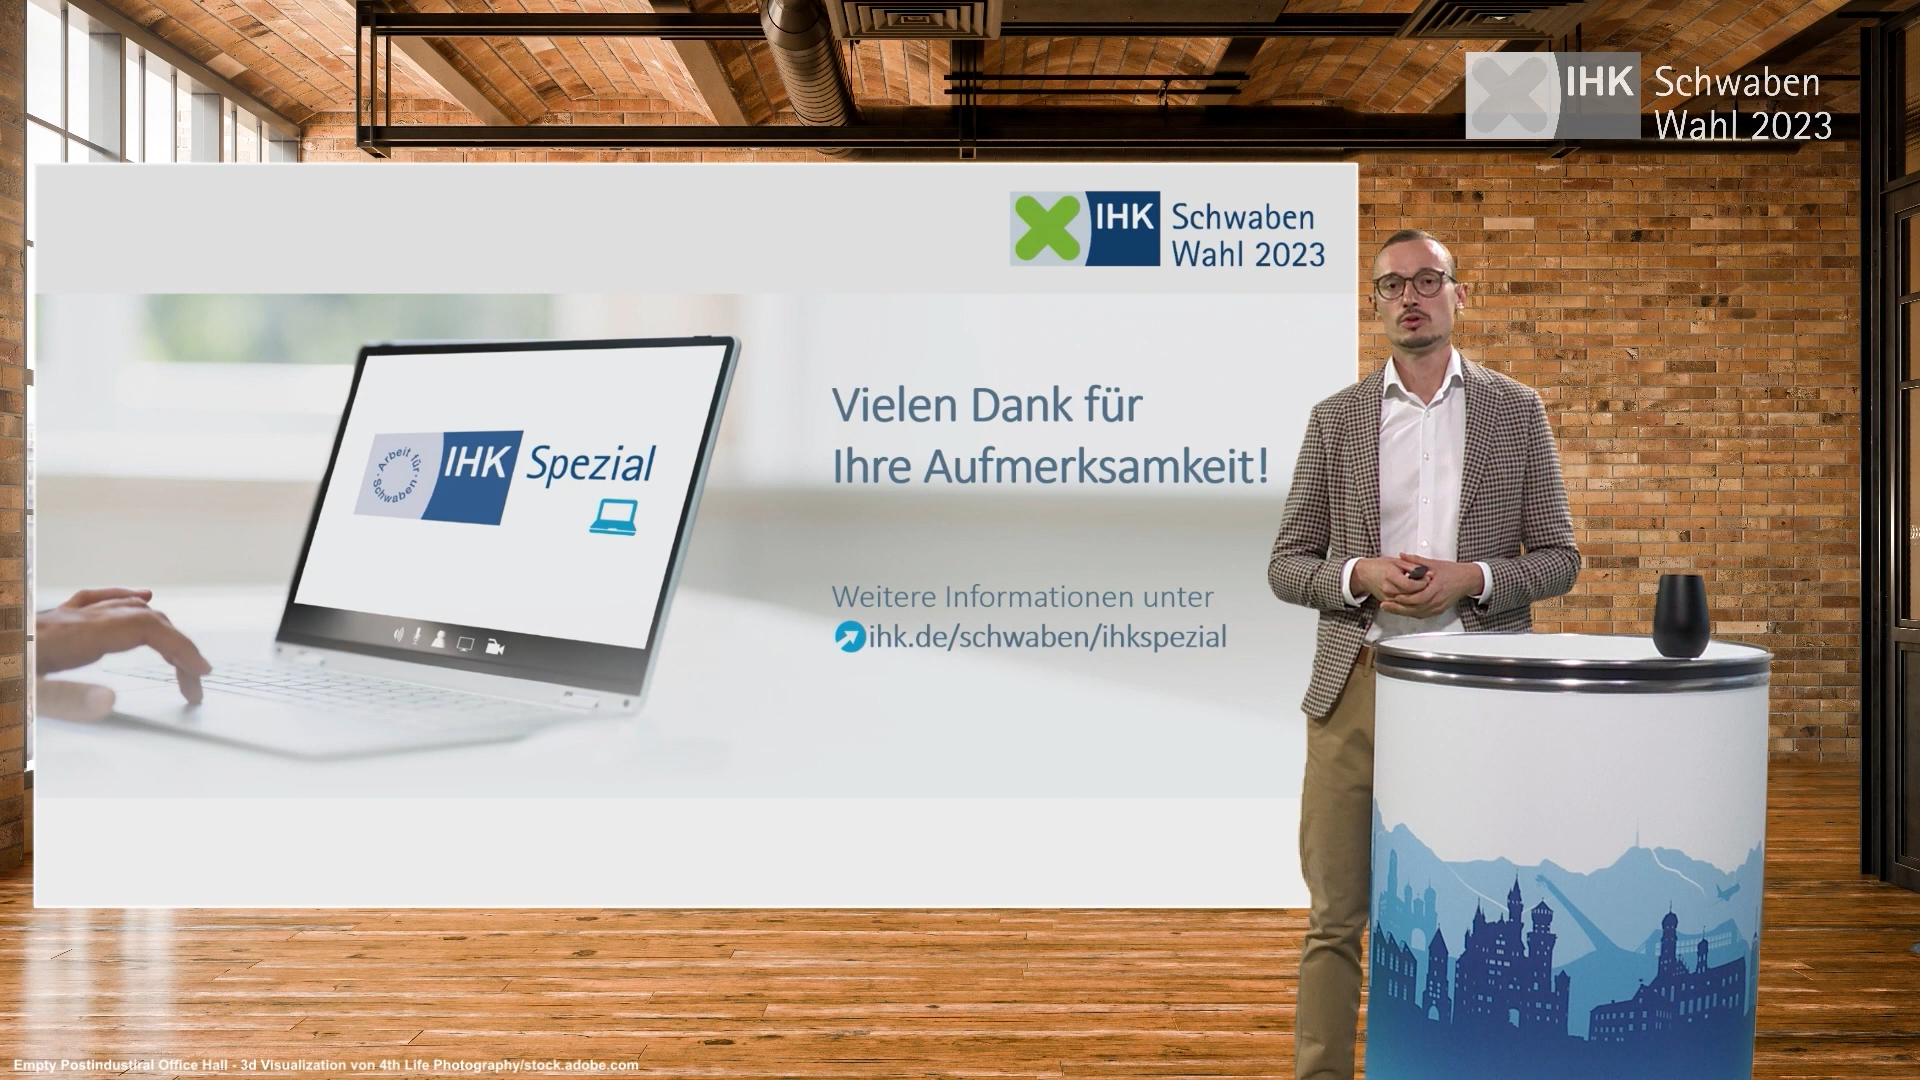 IHK Schwaben
Wahl 2023
IHK Schwaben
Wahl 2023
Vielen Dank für
Ihre Aufmerksamkeit!
Arbeit für
Schwaben
IHK Spezial
Weitere Informationen unter
ihk.de/schwaben/ihkspezial
Empty Postindustiral Office Hall - 3d Visualization von 4th Life Photography/stock.adobe.com